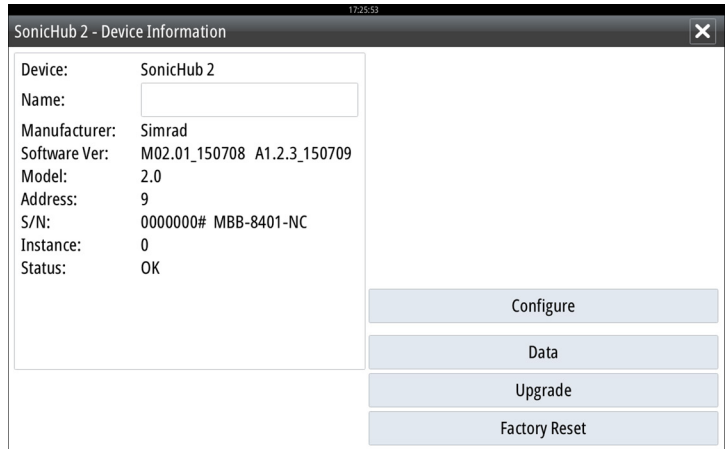 17:25:53
SonicHub 2 - Device Information
Device: SonicHub 2
Name:
Manufacturer: Simrad
Software Ver: M02.01_150708 A1.2.3_150709
Model: 2.0
Address: 9
S/N: 0000000# MBB-8401-NC
Instance: 0
Status: OK
Configure
Data
Upgrade
Factory Reset